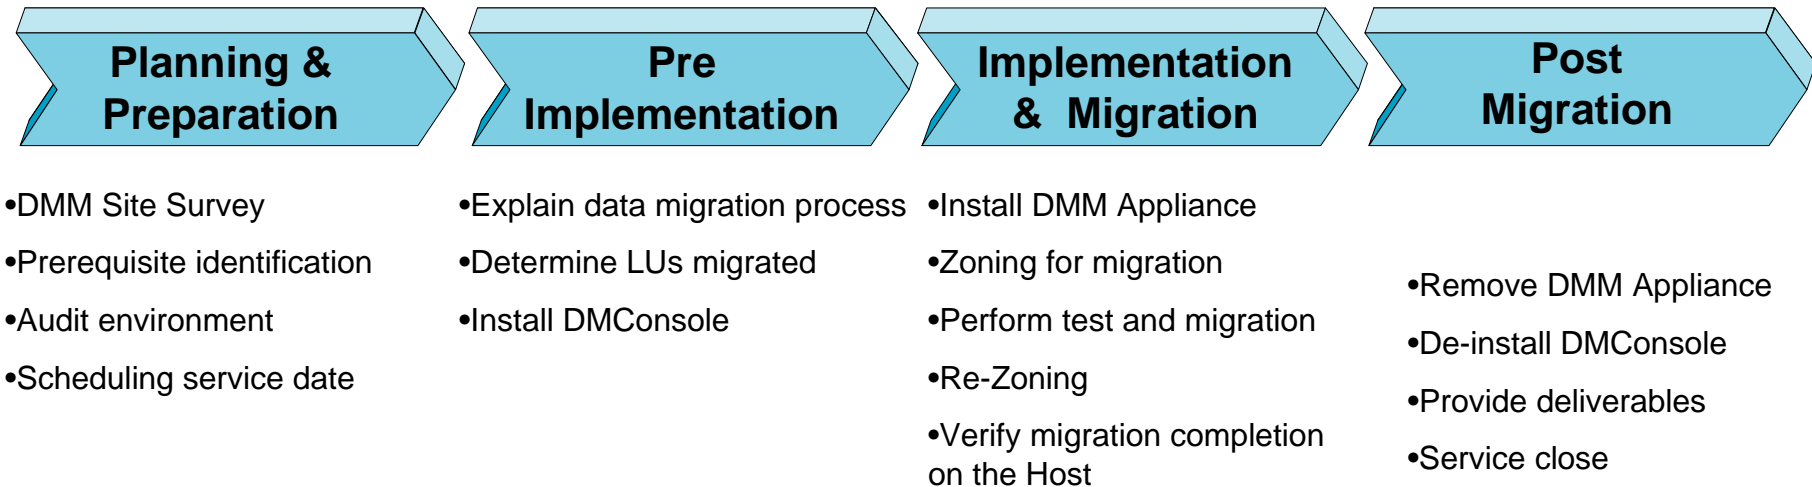 Planning &
Preparation
Pre
Implementation
Implementation
& Migration
Post
Migration
•DMM Site Survey
•Prerequisite identification
•Audit environment
•Scheduling service date
•Explain data migration process
•Determine LUs migrated
•Install DMConsole
•Install DMM Appliance
•Zoning for migration
•Perform test and migration
•Re-Zoning
•Verify migration completion
on the Host
•Remove DMM Appliance
•De-install DMConsole
•Provide deliverables
•Service close